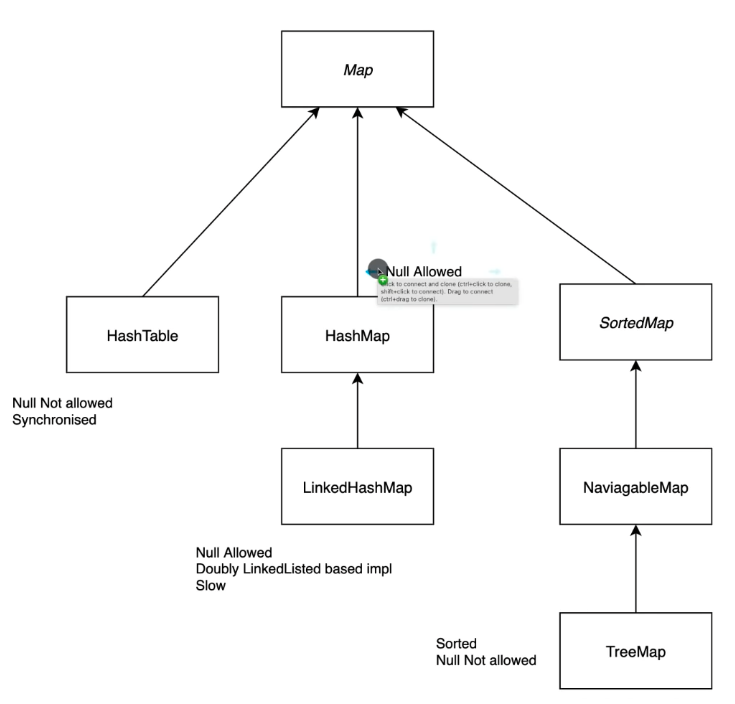 Map
Null Allowed
Click to connect and clone (ctrl+click to clone,
shift+click to connect). Drag to connect
(ctrl+drag to clone).
HashTable
HashMap
SortedMap
Null Not allowed
Synchronised
LinkedHashMap
NaviagableMap
Null Allowed
Doubly LinkedListed based impl
Slow
Sorted
Null Not allowed
TreeMap